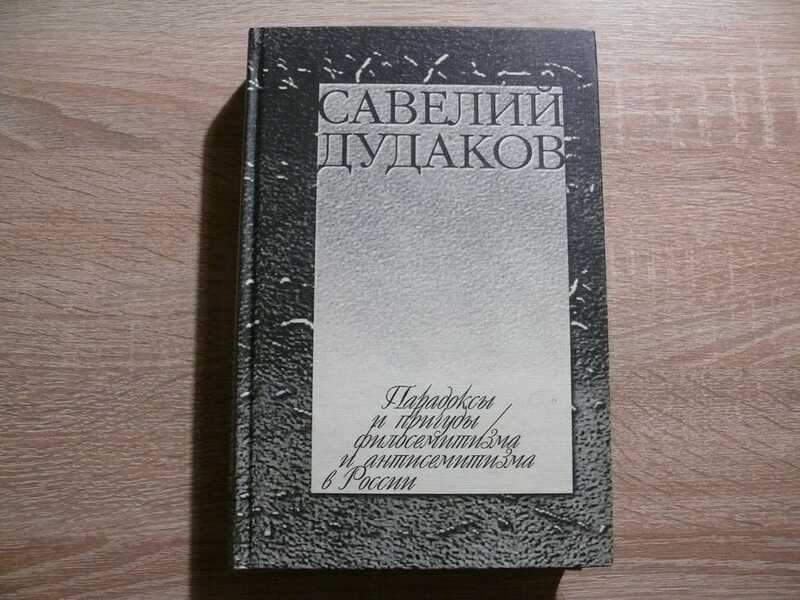 САВЕЛИЙ
ДУДАКОВ
Парадоксы
и причуды
филосемитизма
и антисемитизма
в России